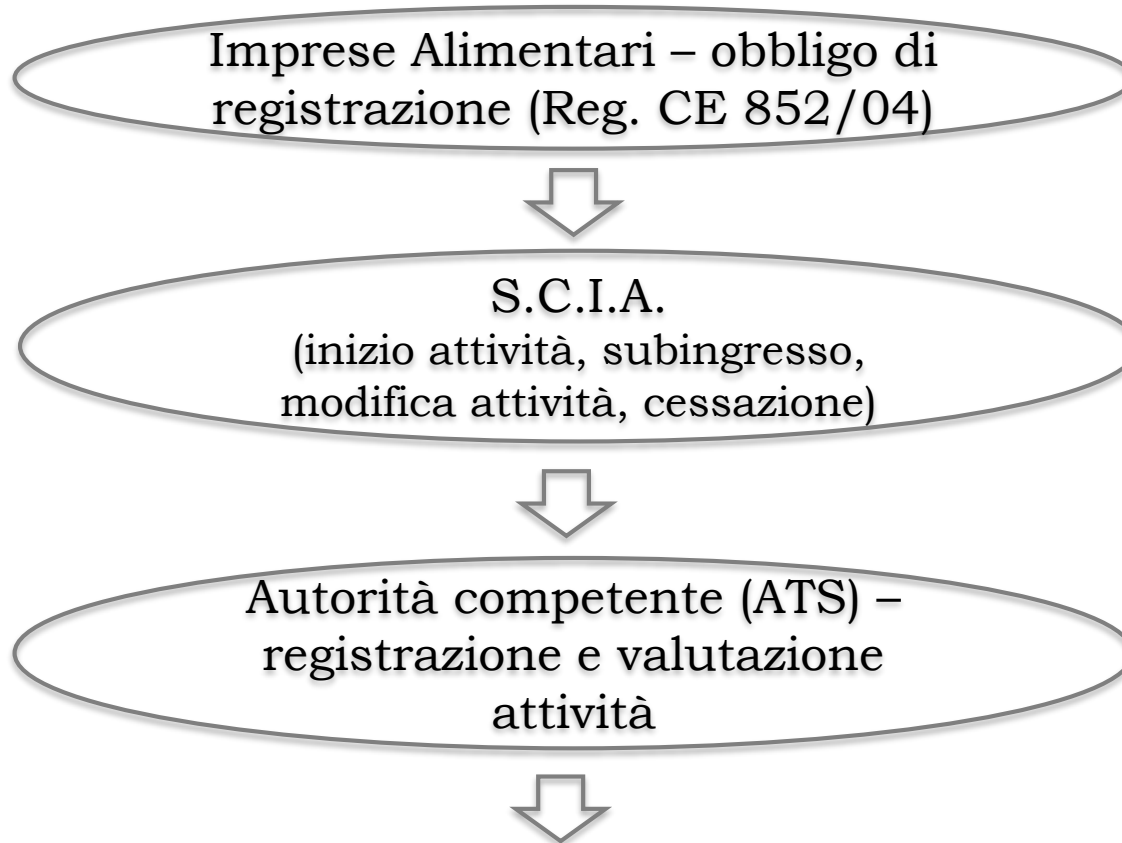 Imprese Alimentari – obbligo di
registrazione (Reg. CE 852/04)
S.C.I.A.
(inizio attività, subingresso,
modifica attività, cessazione)
Autorità competente (ATS) –
registrazione e valutazione
attività